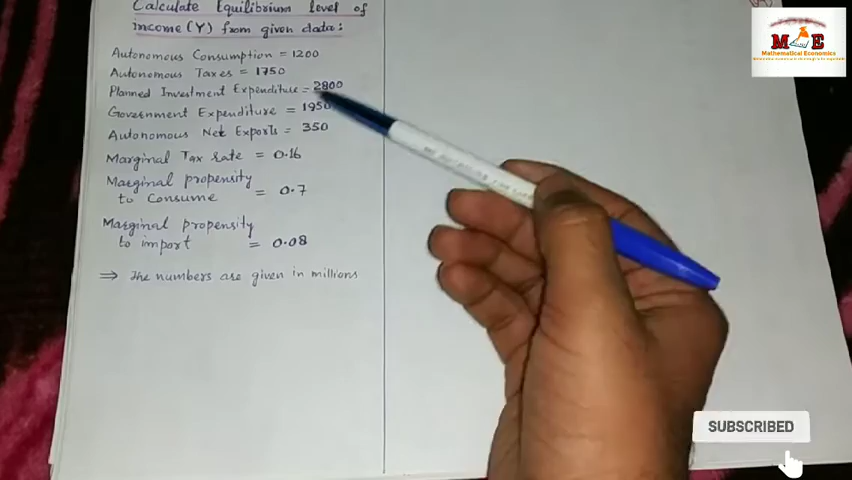 Calculate Equilibrium level of
income (Y) from given data:
Autonomous Consumption = 1200
Autonomous Taxes = 1750
Planned Investment Expenditure = 2800
Government Expenditure = 1950
Autonomous Net Exports = 350
Marginal Tax rate = 0.16
Marginal propensity
to Consume = 0.7
Marginal propensity
to import = 0.08
⇒ The numbers are given in millions
M E
Mathematical Economics
SUBSCRIBED